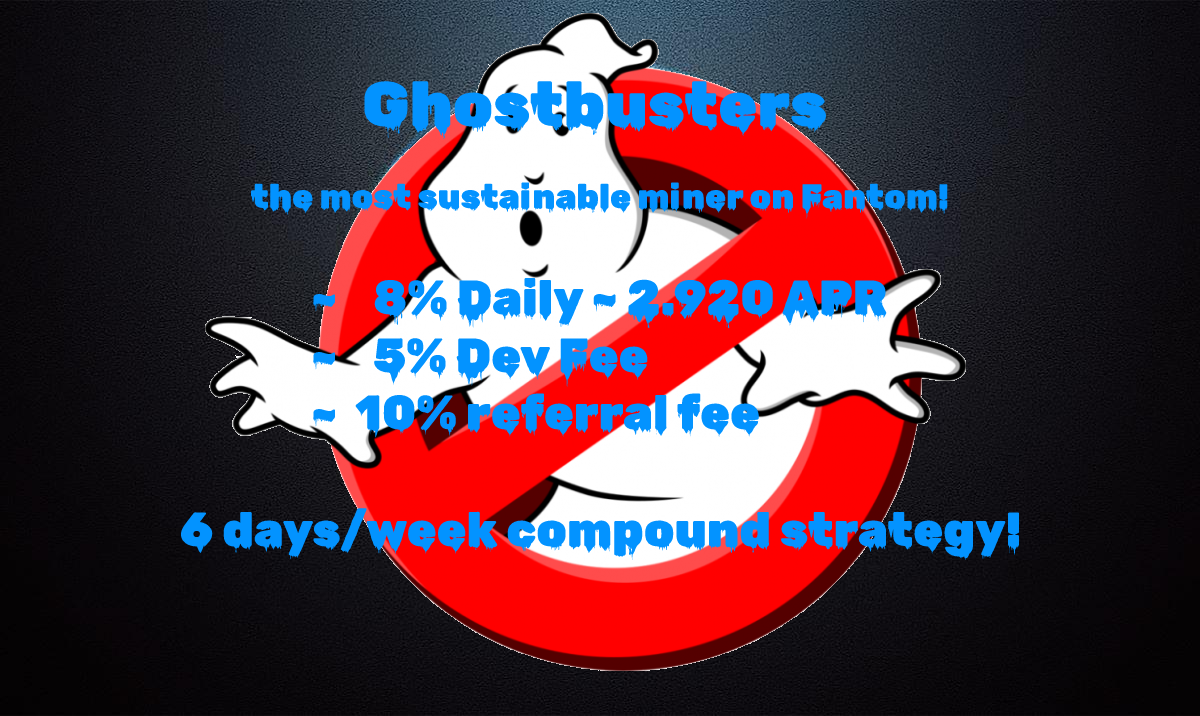 Ghostbusters
the most sustainable miner on Fantom!
~ 8% Daily ~ 2.920 APR
~ 5% Dev Fee
~ 10% referral fee
6 days/week compound strategy!